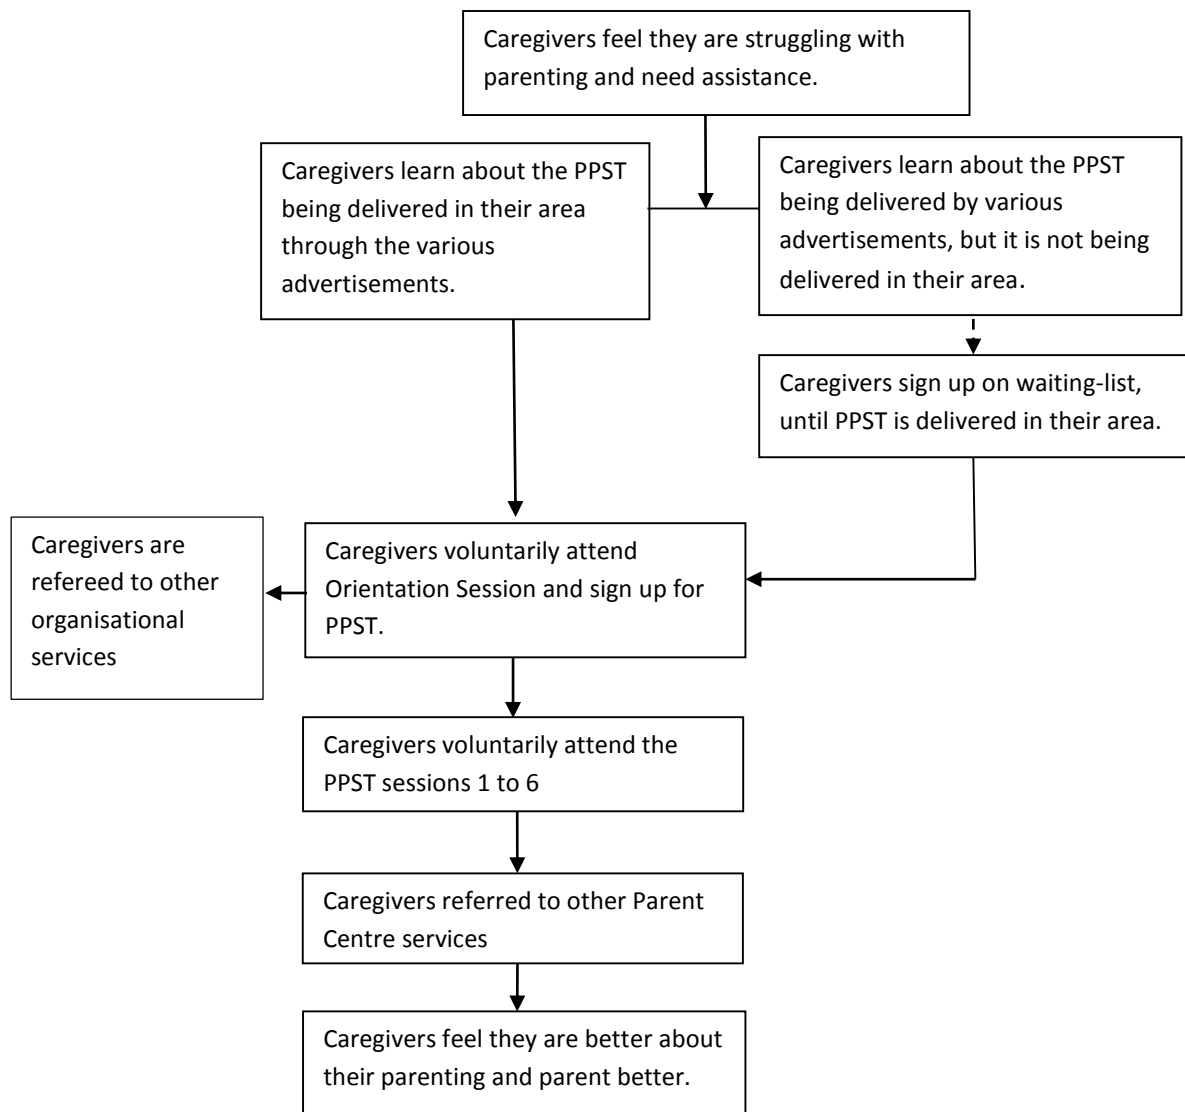 Caregivers feel they are struggling with
parenting and need assistance.
Caregivers learn about the PPST
being delivered in their area
through the various
advertisements.
Caregivers learn about the PPST
being delivered by various
advertisements, but it is not being
delivered in their area.
Caregivers sign up on waiting-list,
until PPST is delivered in their area.
Caregivers are
refereed to other
organisational
services
Caregivers voluntarily attend
Orientation Session and sign up for
PPST.
Caregivers voluntarily attend the
PPST sessions 1 to 6
Caregivers referred to other Parent
Centre services
Caregivers feel they are better about
their parenting and parent better.